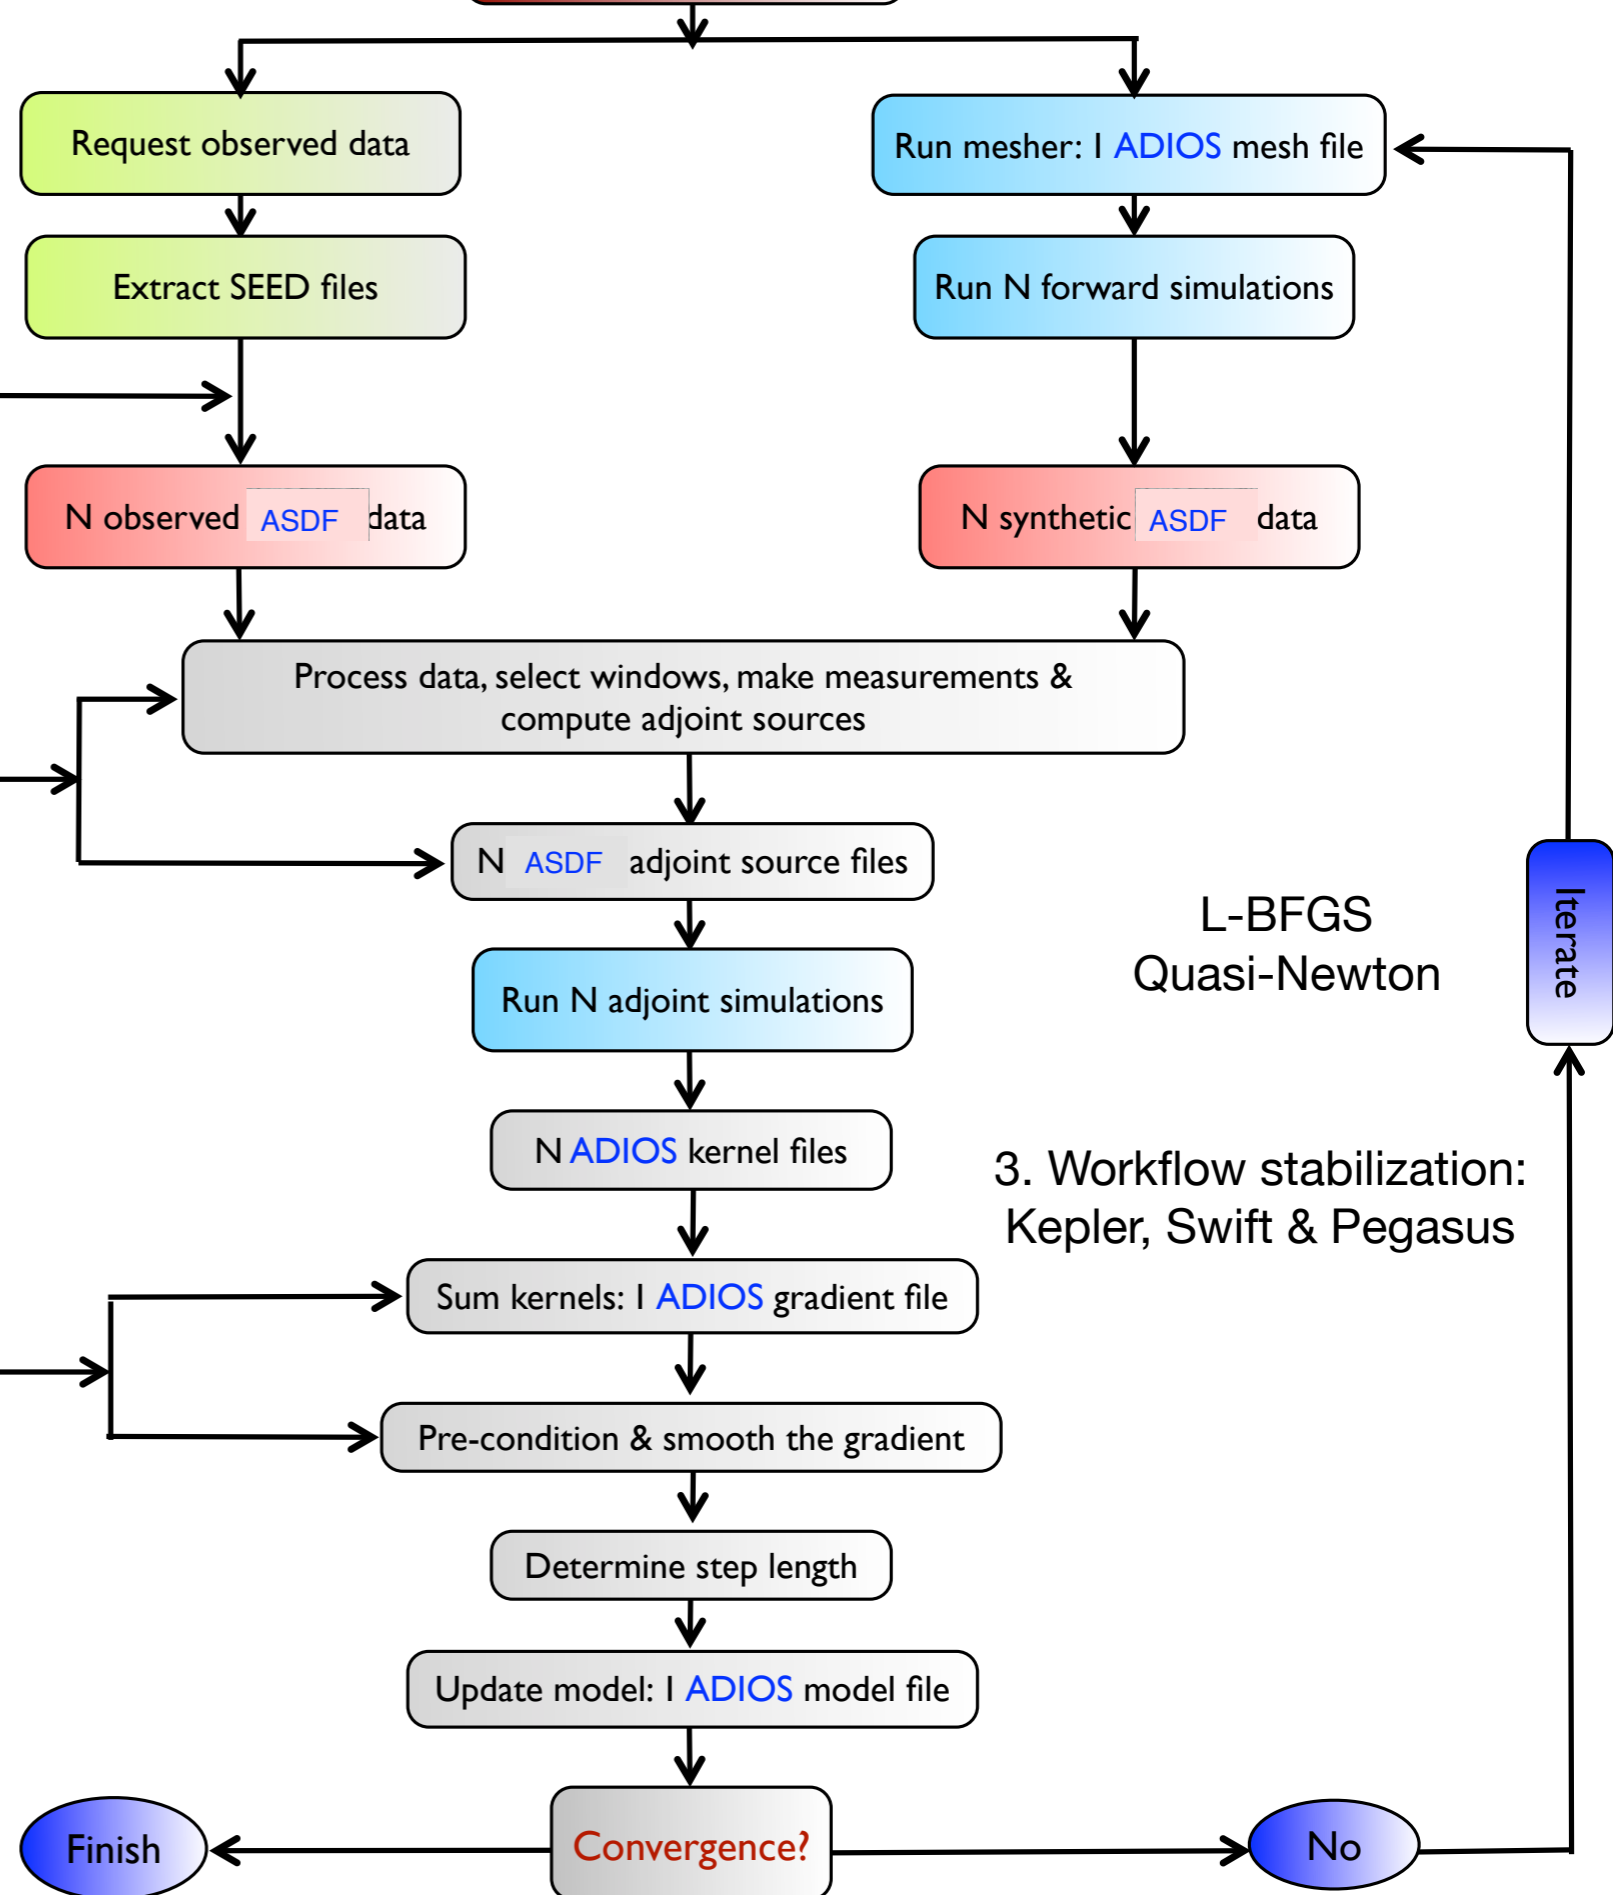 Request observed data
Run mesher: 1 ADIOS mesh file
Extract SEED files
Run N forward simulations
N observed ASDF data
N synthetic ASDF data
Process data, select windows, make measurements &
compute adjoint sources
N ASDF adjoint source files
L-BFGS
Quasi-Newton
Iterate
Run N adjoint simulations
N ADIOS kernel files
3. Workflow stabilization:
Kepler, Swift & Pegasus
Sum kernels: 1 ADIOS gradient file
Pre-condition & smooth the gradient
Determine step length
Update model: 1 ADIOS model file
Finish
Convergence?
No